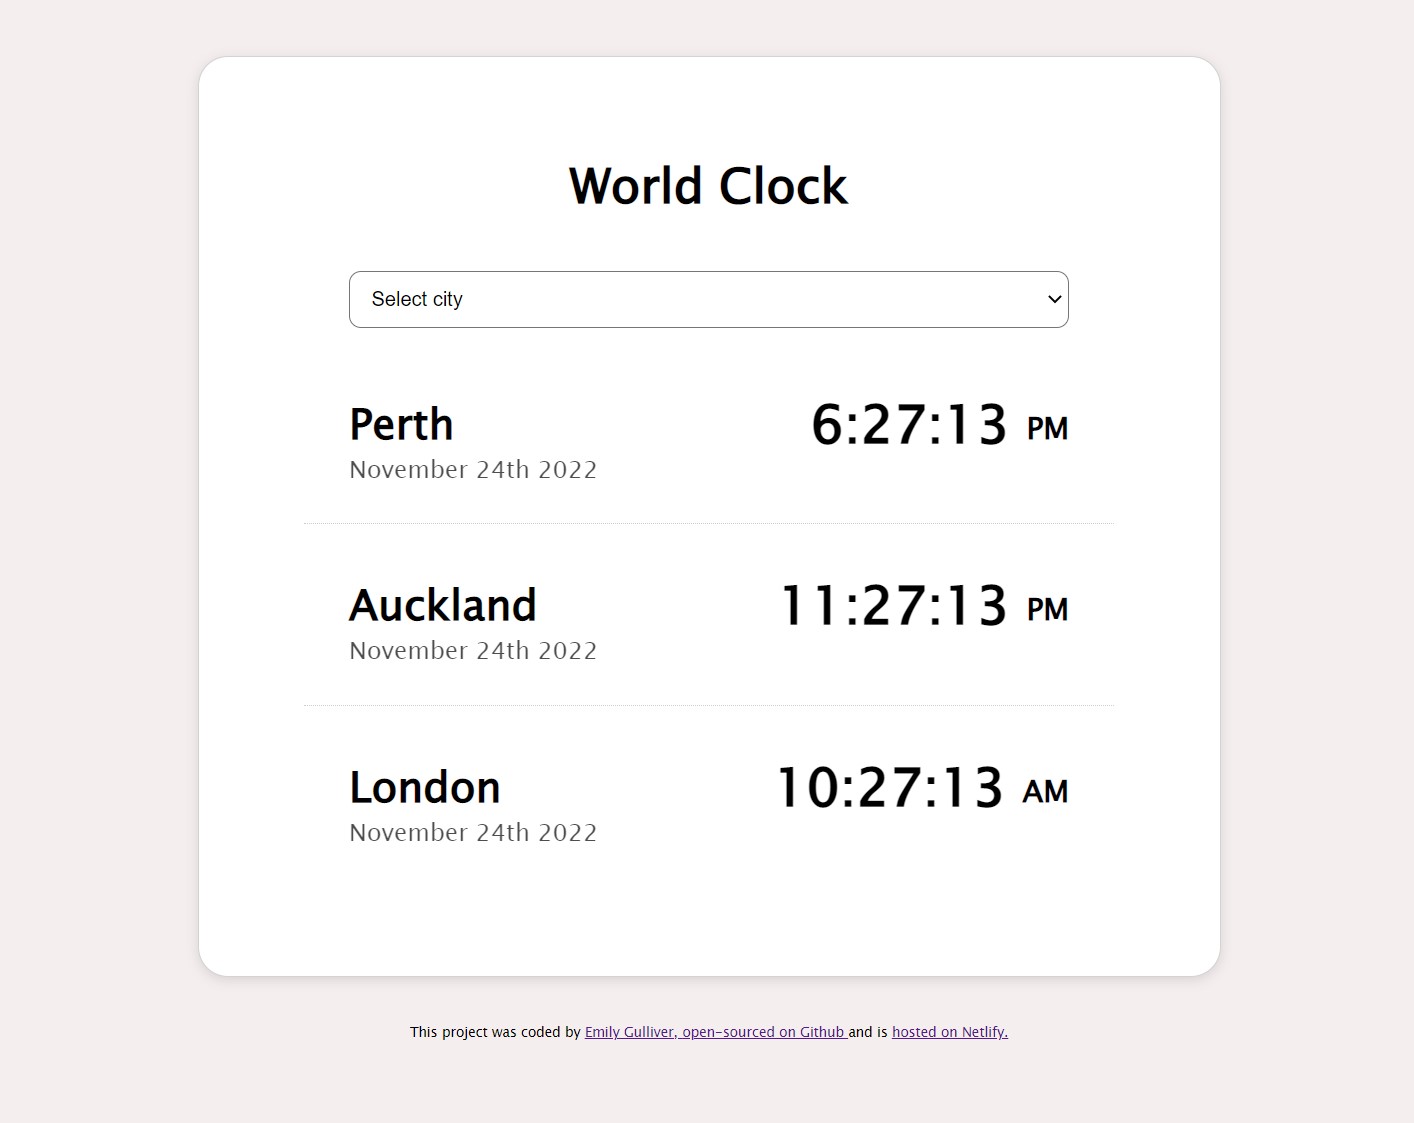 World Clock
Select city
Perth 6:27:13 PM
November 24th 2022
Auckland 11:27:13 PM
November 24th 2022
London 10:27:13 AM
November 24th 2022
This project was coded by Emily Gulliver, open-sourced on Github and is hosted on Netlify.